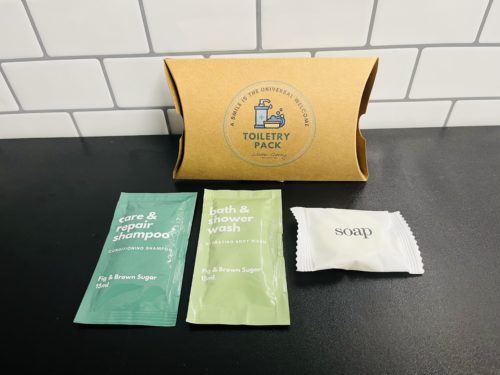 A SMILE IS THE UNIVERSAL WELCOME
TOILETRY
PACK
care &
repair
shampoo
CONDITIONING SHAMPOO
Fig & Brown Sugar
15ml
bath &
shower
wash
HYDRATING BODY WASH
Fig & Brown Sugar
15ml
soap